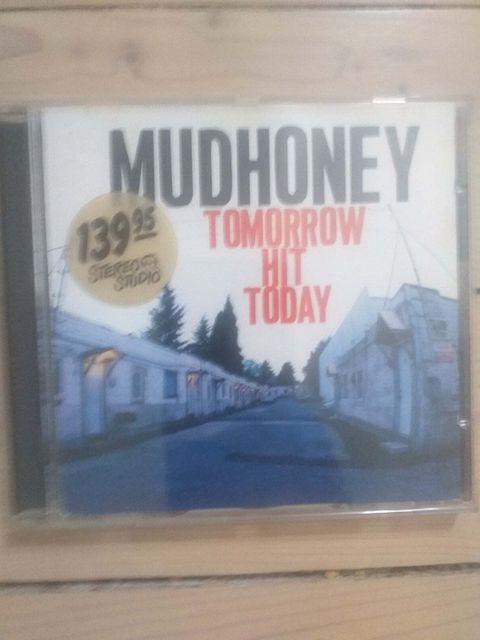 MUDHONEY
TOMORROW
HIT
TODAY
139 95
STEREO
STUDIO